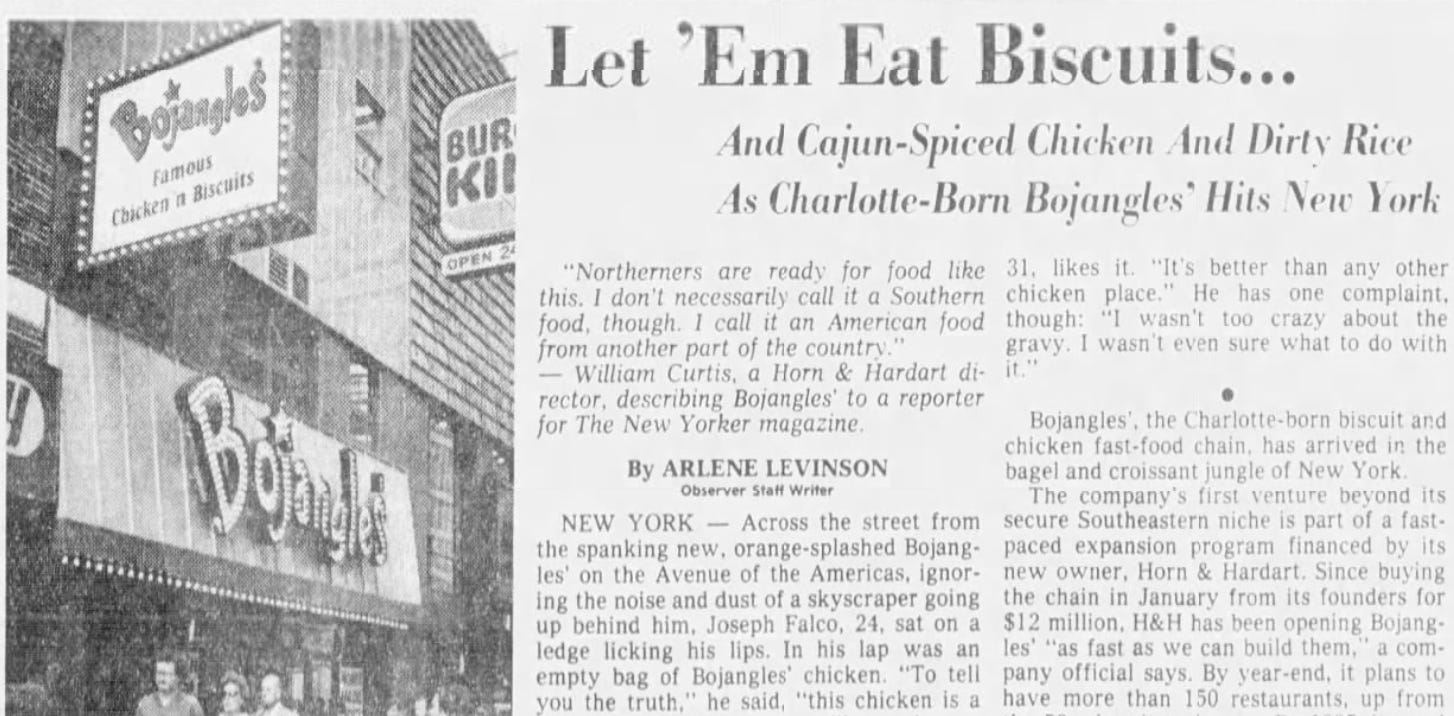 Bojangles'
Famous
Chicken 'n Biscuits
BUR
KIN
OPEN 24
Bojangles'
Let 'Em Eat Biscuits...
And Cajun-Spiced Chicken And Dirty Rice
As Charlotte-Born Bojangles' Hits New York
"Northerners are ready for food like
this. I don't necessarily call it a Southern
food, though. I call it an American food
from another part of the country."
— William Curtis, a Horn & Hardart di-
rector, describing Bojangles' to a reporter
for The New Yorker magazine.
By ARLENE LEVINSON
Observer Staff Writer
NEW YORK — Across the street from
the spanking new, orange-splashed Bojang-
les' on the Avenue of the Americas, ignor-
ing the noise and dust of a skyscraper going
up behind him, Joseph Falco, 24, sat on a
ledge licking his lips. In his lap was an
empty bag of Bojangles' chicken. "To tell
you the truth," he said, "this chicken is a
31, likes it. "It's better than any other
chicken place." He has one complaint,
though: "I wasn't too crazy about the
gravy. I wasn't even sure what to do with
it."
●
Bojangles', the Charlotte-born biscuit and
chicken fast-food chain, has arrived in the
bagel and croissant jungle of New York.
The company's first venture beyond its
secure Southeastern niche is part of a fast-
paced expansion program financed by its
new owner, Horn & Hardart. Since buying
the chain in January from its founders for
$12 million, H&H has been opening Bojang-
les' "as fast as we can build them," a com-
pany official says. By year-end, it plans to
have more than 150 restaurants, up from